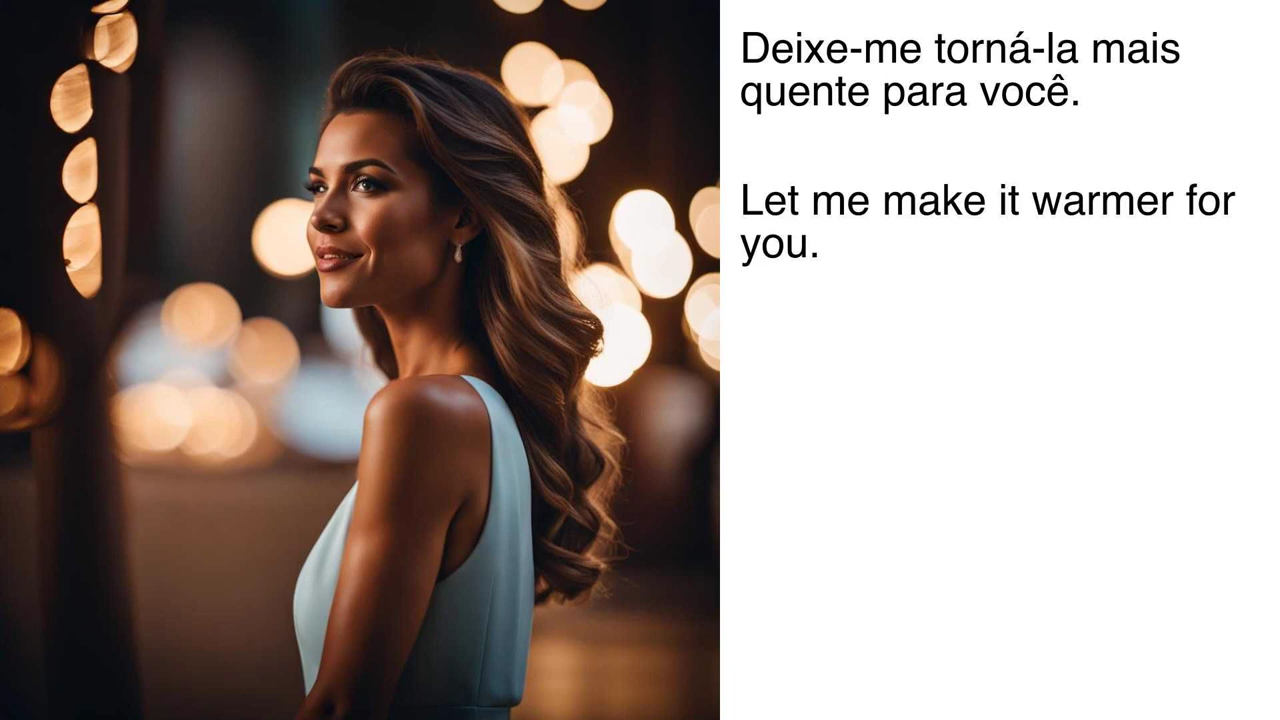 Deixe-me torná-la mais
quente para você.
Let me make it warmer for
you.